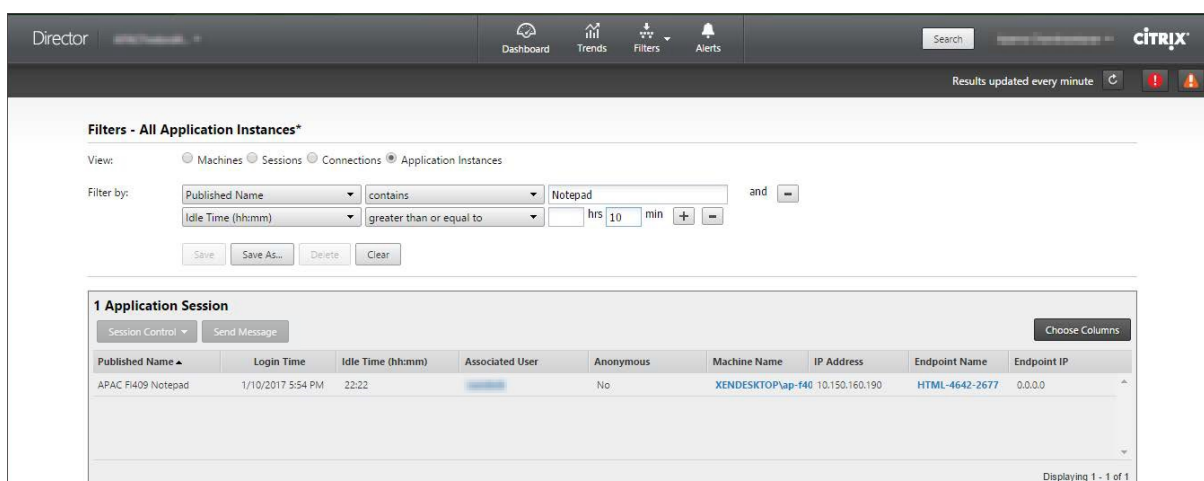 Director
Dashboard Trends Filters Alerts
Search
CİTRIX
Results updated every minute
Filters - All Application Instances*
View: Machines Sessions Connections Application Instances
Filter by: Published Name contains Notepad and
Idle Time (hh:mm) greater than or equal to hrs 10 min + -
Save Save As... Delete Clear
1 Application Session
Session Control Send Message Choose Columns
Published Name Login Time Idle Time (hh:mm) Associated User Anonymous Machine Name IP Address Endpoint Name Endpoint IP
APAC FI409 Notepad 1/10/2017 5:54 PM 22:22 No XENDESKTOP\ap-f40 10.150.160.190 HTML-4642-2677 0.0.0.0
Displaying 1 - 1 of 1